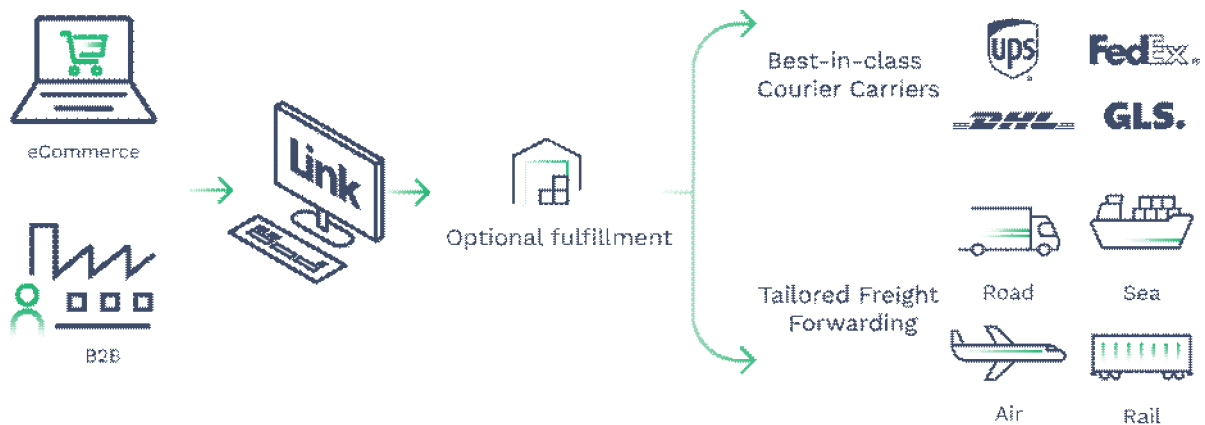 eCommerce
B2B
Link
Optional fulfillment
Best-in-class
Courier Carriers
ups
FedEx.
DHL
GLS.
Tailored Freight
Forwarding
Road
Sea
Air
Rail